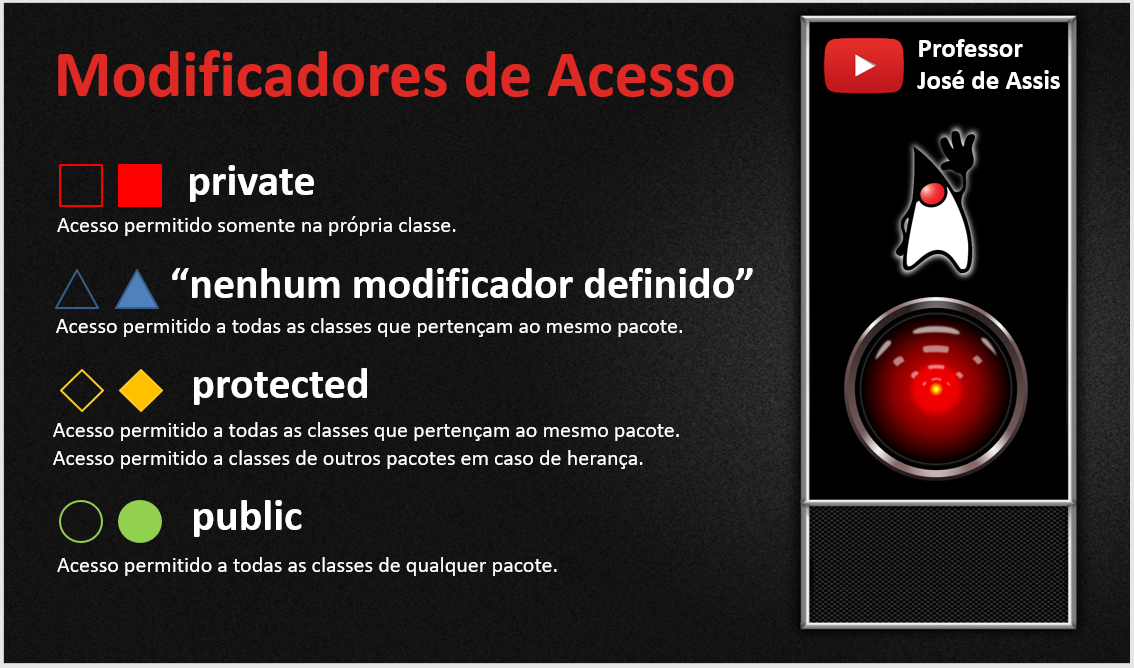 Modificadores de Acesso
Professor
José de Assis
private
Acesso permitido somente na própria classe.
“nenhum modificador definido”
Acesso permitido a todas as classes que pertençam ao mesmo pacote.
protected
Acesso permitido a todas as classes que pertençam ao mesmo pacote.
Acesso permitido a classes de outros pacotes em caso de herança.
public
Acesso permitido a todas as classes de qualquer pacote.